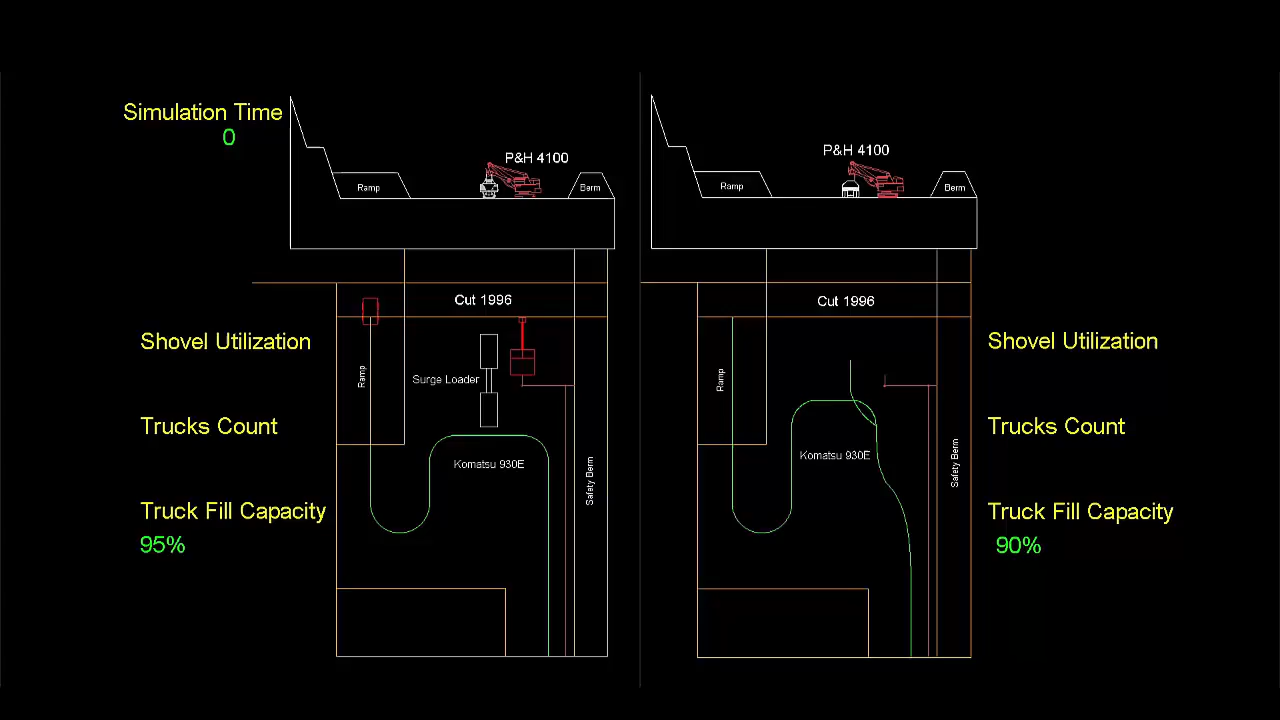 Simulation Time
0
P&H 4100
Ramp
Berm
Cut 1996
Shovel Utilization
Ramp
Surge Loader
Trucks Count
Komatsu 930E
Safety Berm
Truck Fill Capacity
95%
P&H 4100
Ramp
Berm
Cut 1996
Shovel Utilization
Ramp
Trucks Count
Komatsu 930E
Safety Berm
Truck Fill Capacity
90%